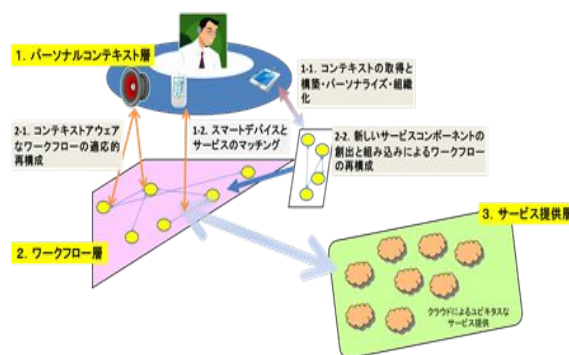 1. パーソナルコンテキスト層
1-1. コンテキストの取得と
構築・パーソナライズ・組織
化
2-1. コンテキストアウェア
なワークフローの適応的
再構成
1-2. スマートデバイスと
サービスのマッチング
2-2. 新しいサービスコンポーネントの
創出と組み込みによるワークフロー
の再構成
2. ワークフロー層
3. サービス提供層
クラウドによるユビキタスな
サービス提供